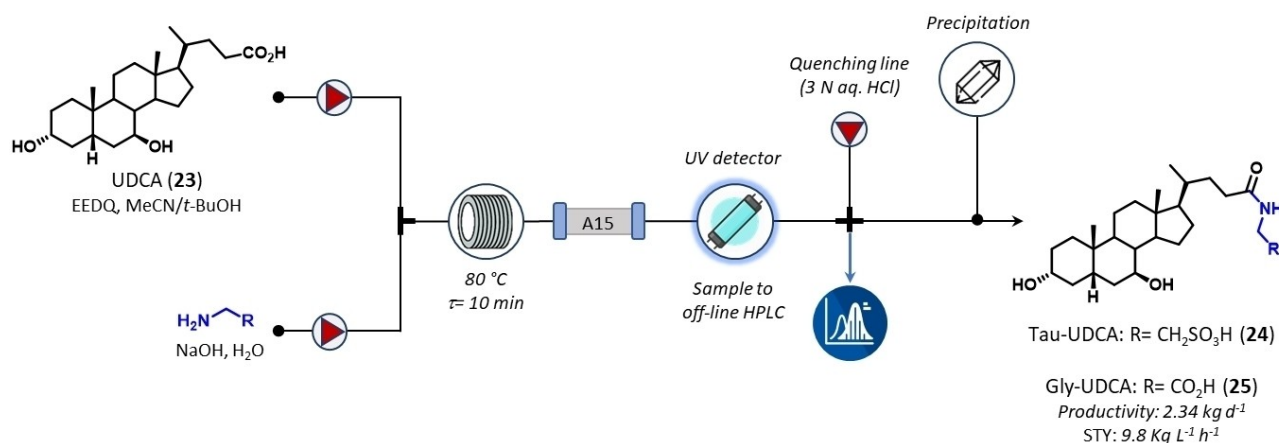 CO₂H
HO
H
OH
UDCA (23)
EEDQ, MeCN/t-BuOH
H₂N
R
NaOH, H₂O
80 °C
τ= 10 min
A15
UV detector
Sample to
off-line HPLC
Quenching line
(3 N aq. HCl)
Precipitation
O
NH
R
HO
H
OH
Tau-UDCA: R= CH₂SO₃H (24)
Gly-UDCA: R= CO₂H (25)
Productivity: 2.34 kg d⁻¹
STY: 9.8 Kg L⁻¹ h⁻¹